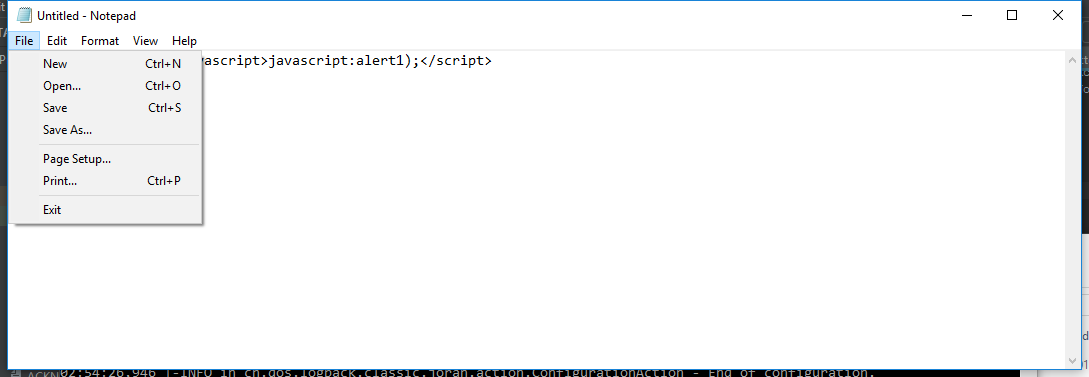 Untitled - Notepad
File Edit Format View Help
vascript>javascript:alert1);</script>
New Ctrl+N
Open... Ctrl+O
Save Ctrl+S
Save As...
Page Setup...
Print... Ctrl+P
Exit
02:54:26,946 |-INFO in ch.qos.logback.classic.joran.action.ConfigurationAction - End of configuration.